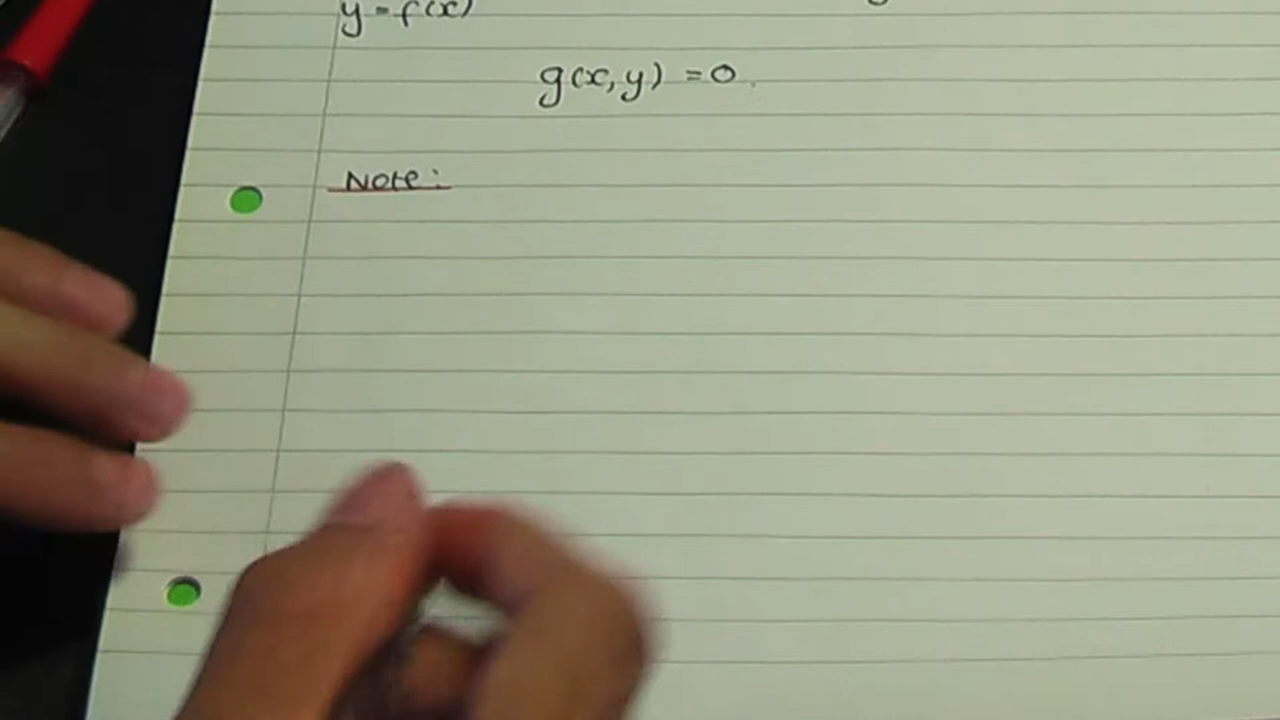 y = f(x)
g(x,y) = 0.
Note: